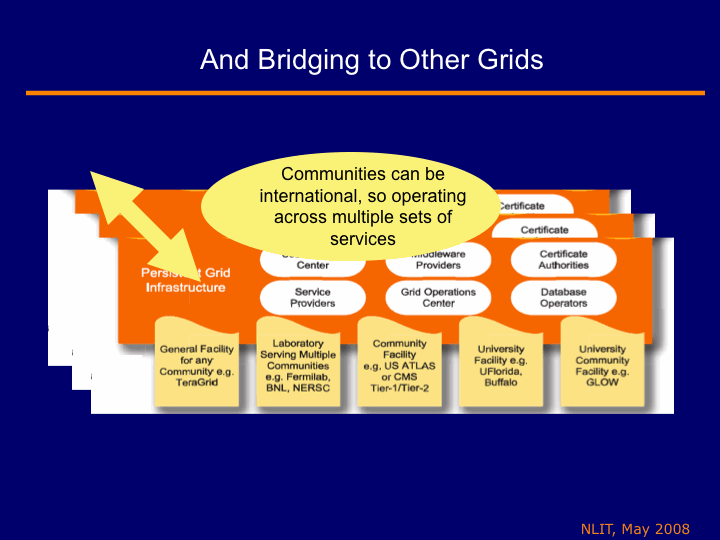 And Bridging to Other Grids
Communities can be
international, so operating
across multiple sets of
services
Certificate
Certificate
Persistent Grid
Infrastructure
Center
Middleware
Providers
Certificate
Authorities
Service
Providers
Grid Operations
Center
Database
Operators
General Facility
for any
Community e.g.
TeraGrid
Laboratory
Serving Multiple
Communities
e.g. Fermilab,
BNL, NERSC
Community
Facility
e.g, US ATLAS
or CMS
Tier-1/Tier-2
University
Facility e.g.
UFlorida,
Buffalo
University
Community
Facility e.g.
GLOW
NLIT, May 2008